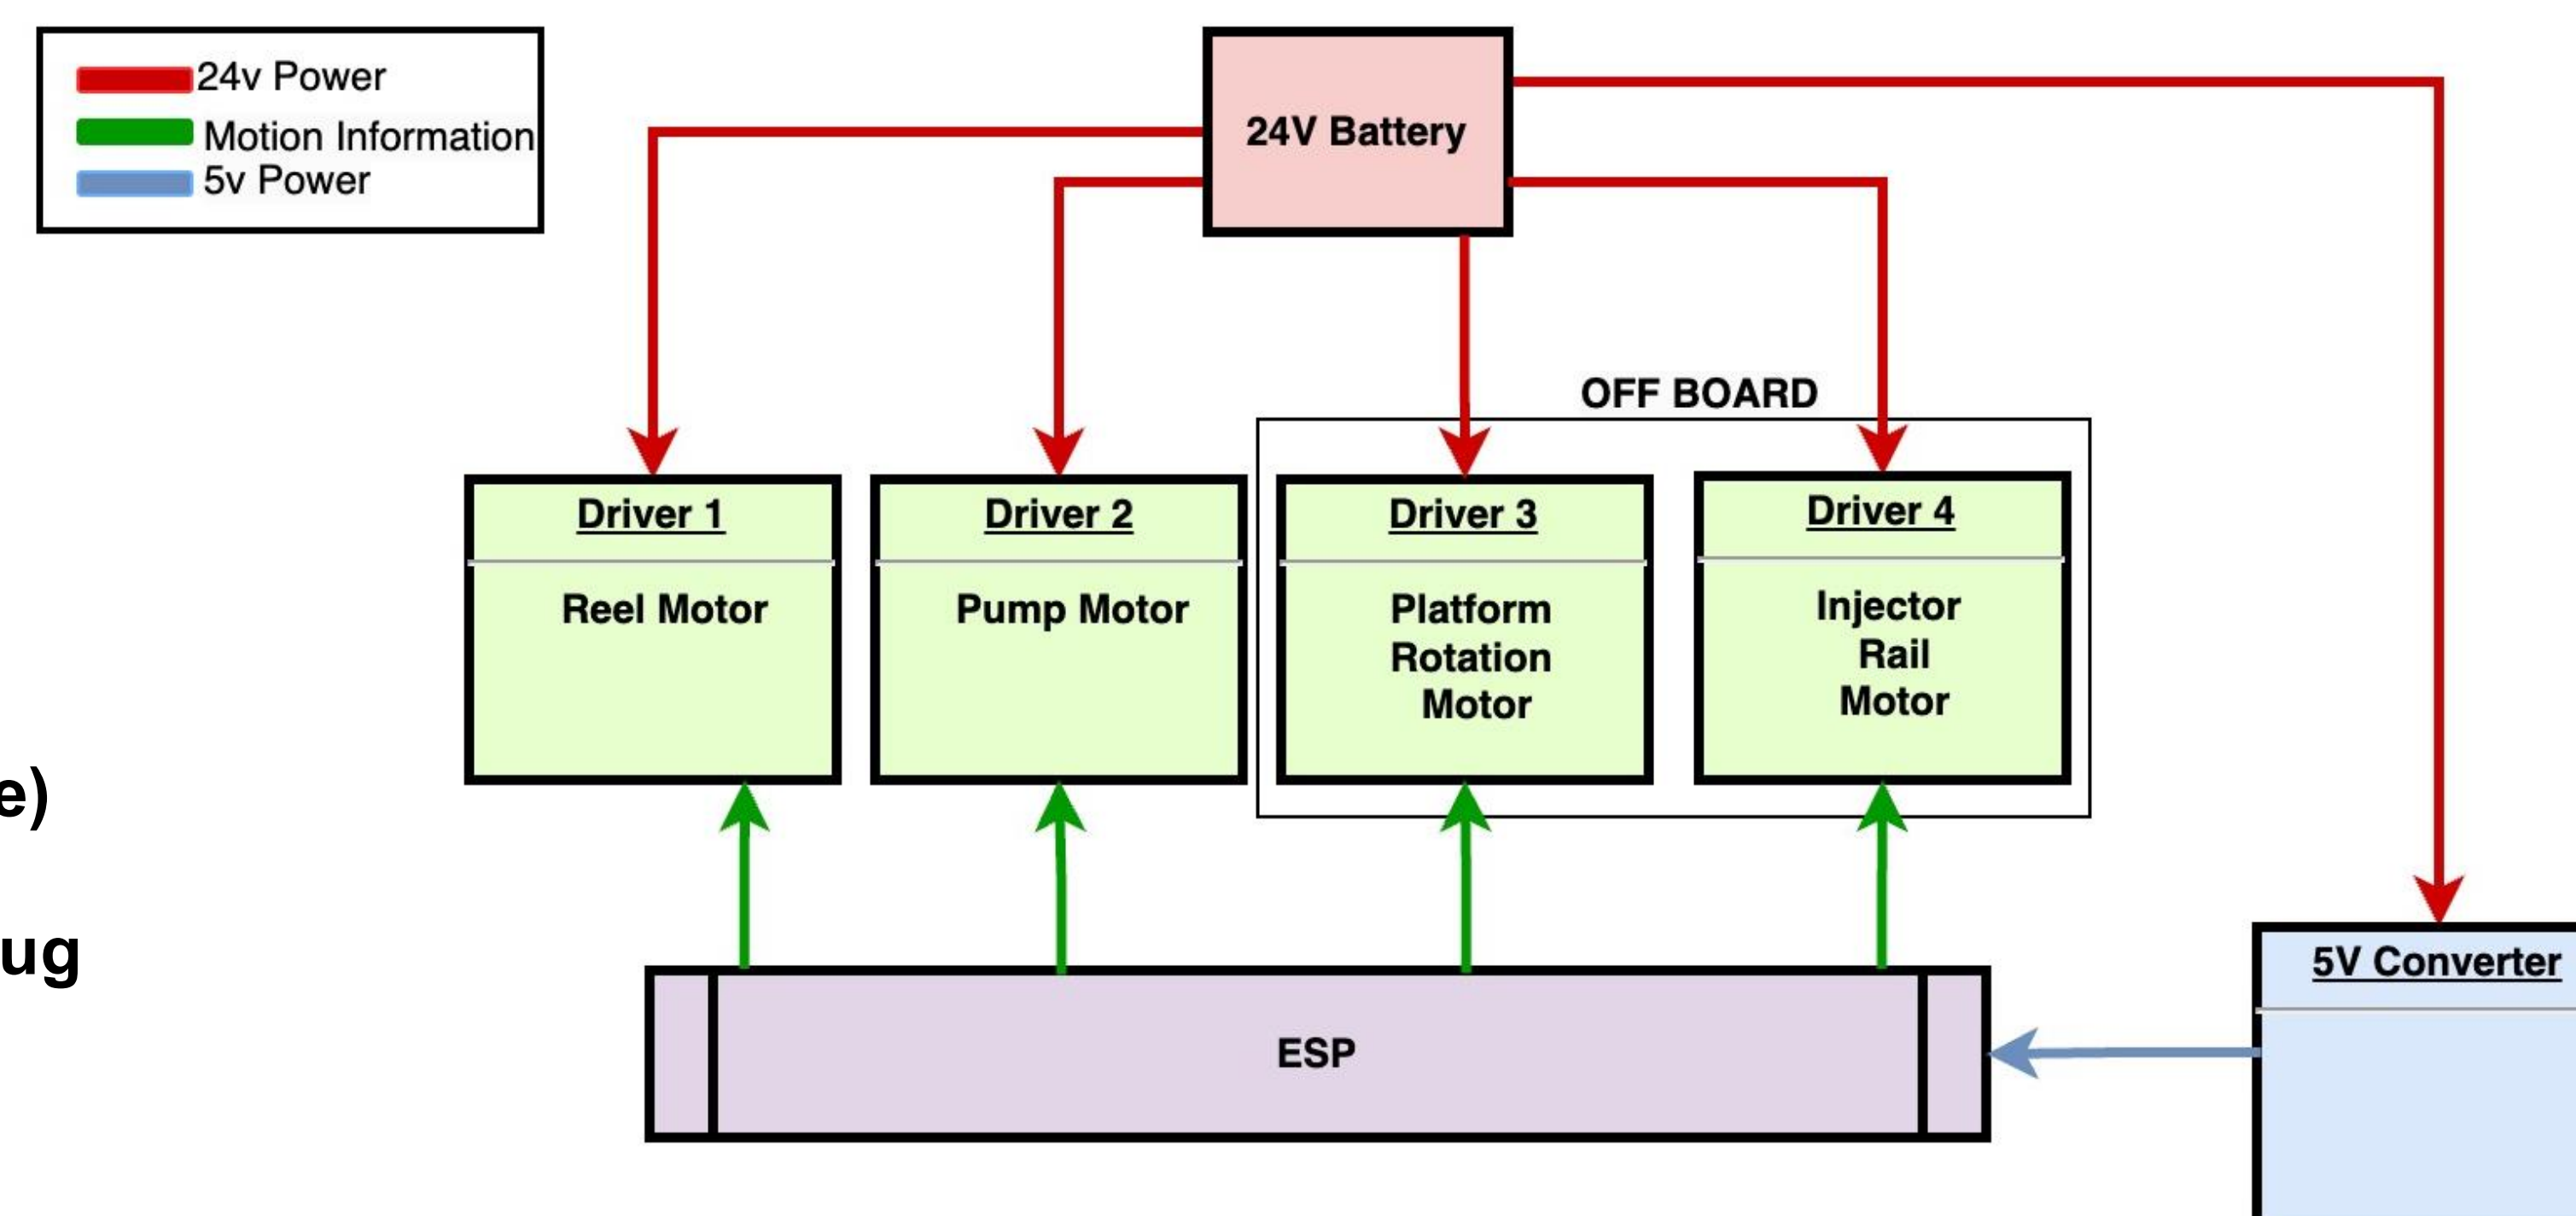 24v Power
Motion Information
5v Power
24V Battery
OFF BOARD
Driver 1
Reel Motor
Driver 2
Pump Motor
Driver 3
Platform
Rotation
Motor
Driver 4
Injector
Rail
Motor
e)
ug
ESP
5V Converter